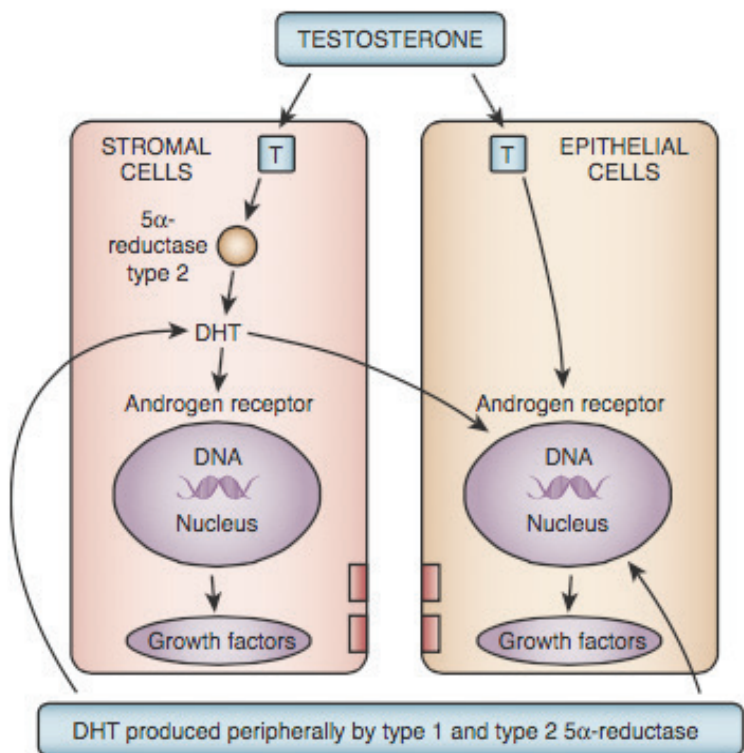 TESTOSTERONE
STROMAL
CELLS
T
5α-
reductase
type 2
DHT
Androgen receptor
DNA
Nucleus
Growth factors
T
EPITHELIAL
CELLS
Androgen receptor
DNA
Nucleus
Growth factors
DHT produced peripherally by type 1 and type 2 5α-reductase